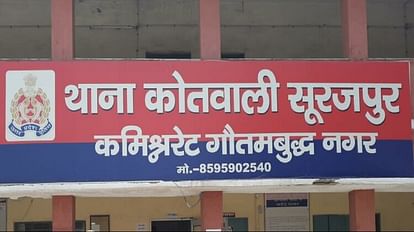 थाना कोतवाली सूरजपुर
कमिश्नरेट गौतमबुद्ध नगर
मो.-8595902540